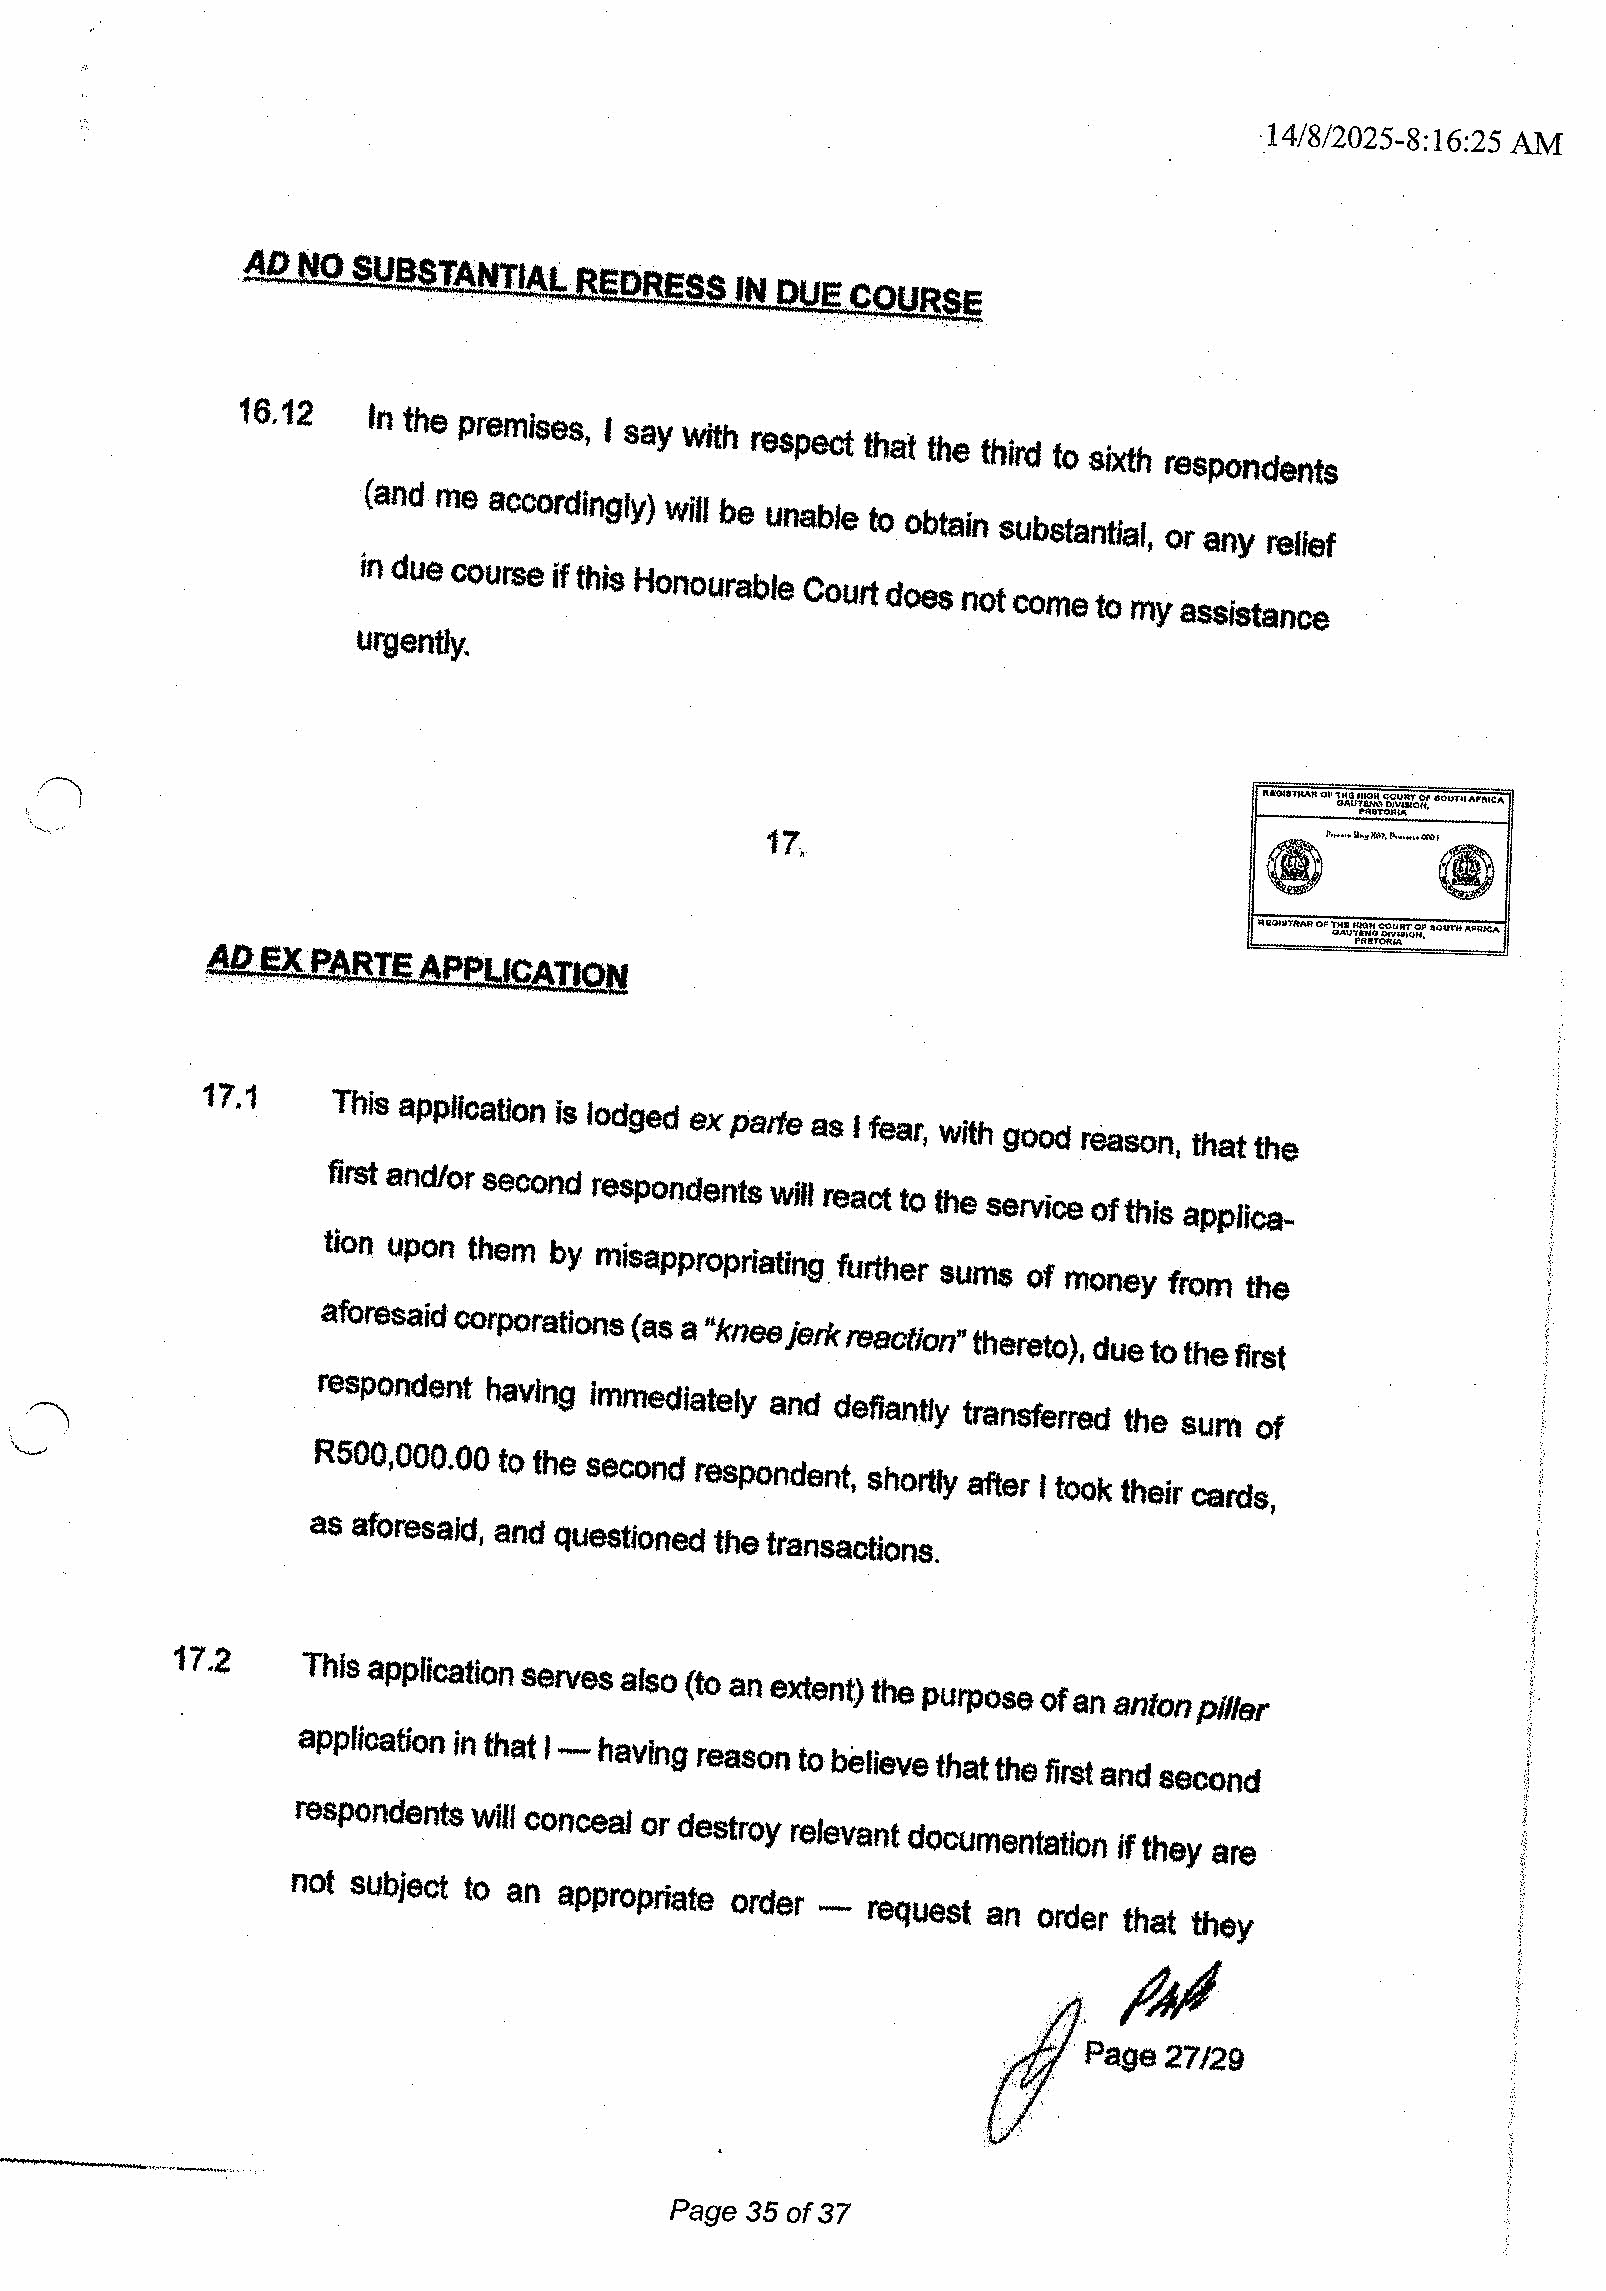 14/8/2025-8:16:25 AM
AD NO SUBSTANTIAL REDRESS IN DUE COURSE
16.12 In the premises, I say with respect that the third to sixth respondents
(and me accordingly) will be unable to obtain substantial, or any relief
in due course if this Honourable Court does not come to my assistance
urgently.
REGISTRAR OF THE HIGH COURT OF SOUTH AFRICA
GAUTENG DIVISION,
PRETORIA
17.
REGISTRAR OF THE HIGH COURT OF SOUTH AFRICA
GAUTENG DIVISION,
PRETORIA
AD EX PARTE APPLICATION
17.1 This application is lodged ex parte as I fear, with good reason, that the
first and/or second respondents will react to the service of this applica-
tion upon them by misappropriating further sums of money from the
aforesaid corporations (as a "knee jerk reaction" thereto), due to the first
respondent having immediately and defiantly transferred the sum of
R500,000.00 to the second respondent, shortly after I took their cards,
as aforesaid, and questioned the transactions.
17.2 This application serves also (to an extent) the purpose of an anton piller
application in that I — having reason to believe that the first and second
respondents will conceal or destroy relevant documentation if they are
not subject to an appropriate order — request an order that they
Page 27/29
Page 35 of 37